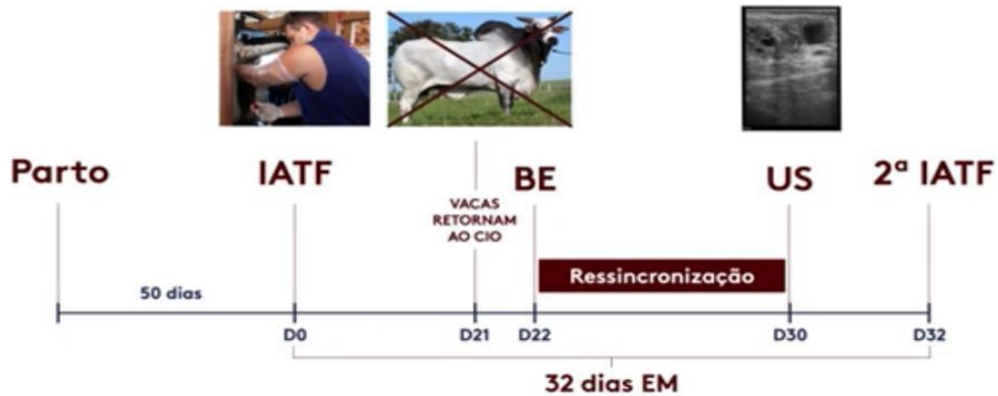 Parto
IATF
VACAS
RETORNAM
AO CIO
BE
US
2ª IATF
Ressincronização
50 dias
D0
D21
D22
D30
D32
32 dias EM